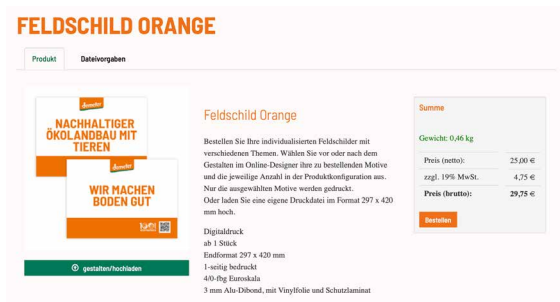 FELDSCHILD ORANGE
Produkt
Dateivorgaben
demeter
NACHHALTIGER
ÖKOLANDBAU MIT
TIEREN
demeter
WIR MACHEN
BODEN GUT
gestalten/hochladen
Feldschild Orange
Bestellen Sie Ihre individualisierten Feldschilder mit
verschiedenen Themen. Wählen Sie vor oder nach dem
Gestalten im Online-Designer ihre zu bestellenden Motive
und die jeweilige Anzahl in der Produktkonfiguration aus.
Nur die ausgewählten Motive werden gedruckt.
Oder laden Sie eine eigene Druckdatei im Format 297 x 420
mm hoch.
Digitaldruck
ab 1 Stück
Endformat 297 x 420 mm
1-seitig bedruckt
4/0-fbg Euroskala
3 mm Alu-Dibond, mit Vinylfolie und Schutzlaminat
Summe
Gewicht: 0,46 kg
Preis (netto): 25,00 €
zzgl. 19% MwSt. 4,75 €
Preis (brutto): 29,75 €
Bestellen